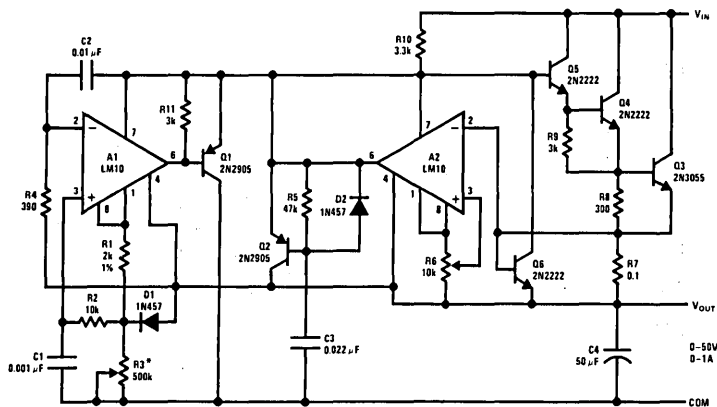 C2
0.01 μF
R11
3k
R10
3.3k
V_IN
Q5
2N2222
Q4
2N2222
2
−
7
A1
LM10
6
3
+
8
1
4
Q1
2N2905
R4
390
R5
47k
D2
1N457
6
7
A2
LM10
2
−
4
1
8
3
+
R9
3k
Q3
2N3055
R8
300
R1
2k
1%
Q2
2N2905
R6
10k
Q6
2N2222
R7
0.1
V_OUT
R2
10k
D1
1N457
C1
0.001 μF
R3*
500k
C3
0.022 μF
C4
50 μF
0-50V
0-1A
COM